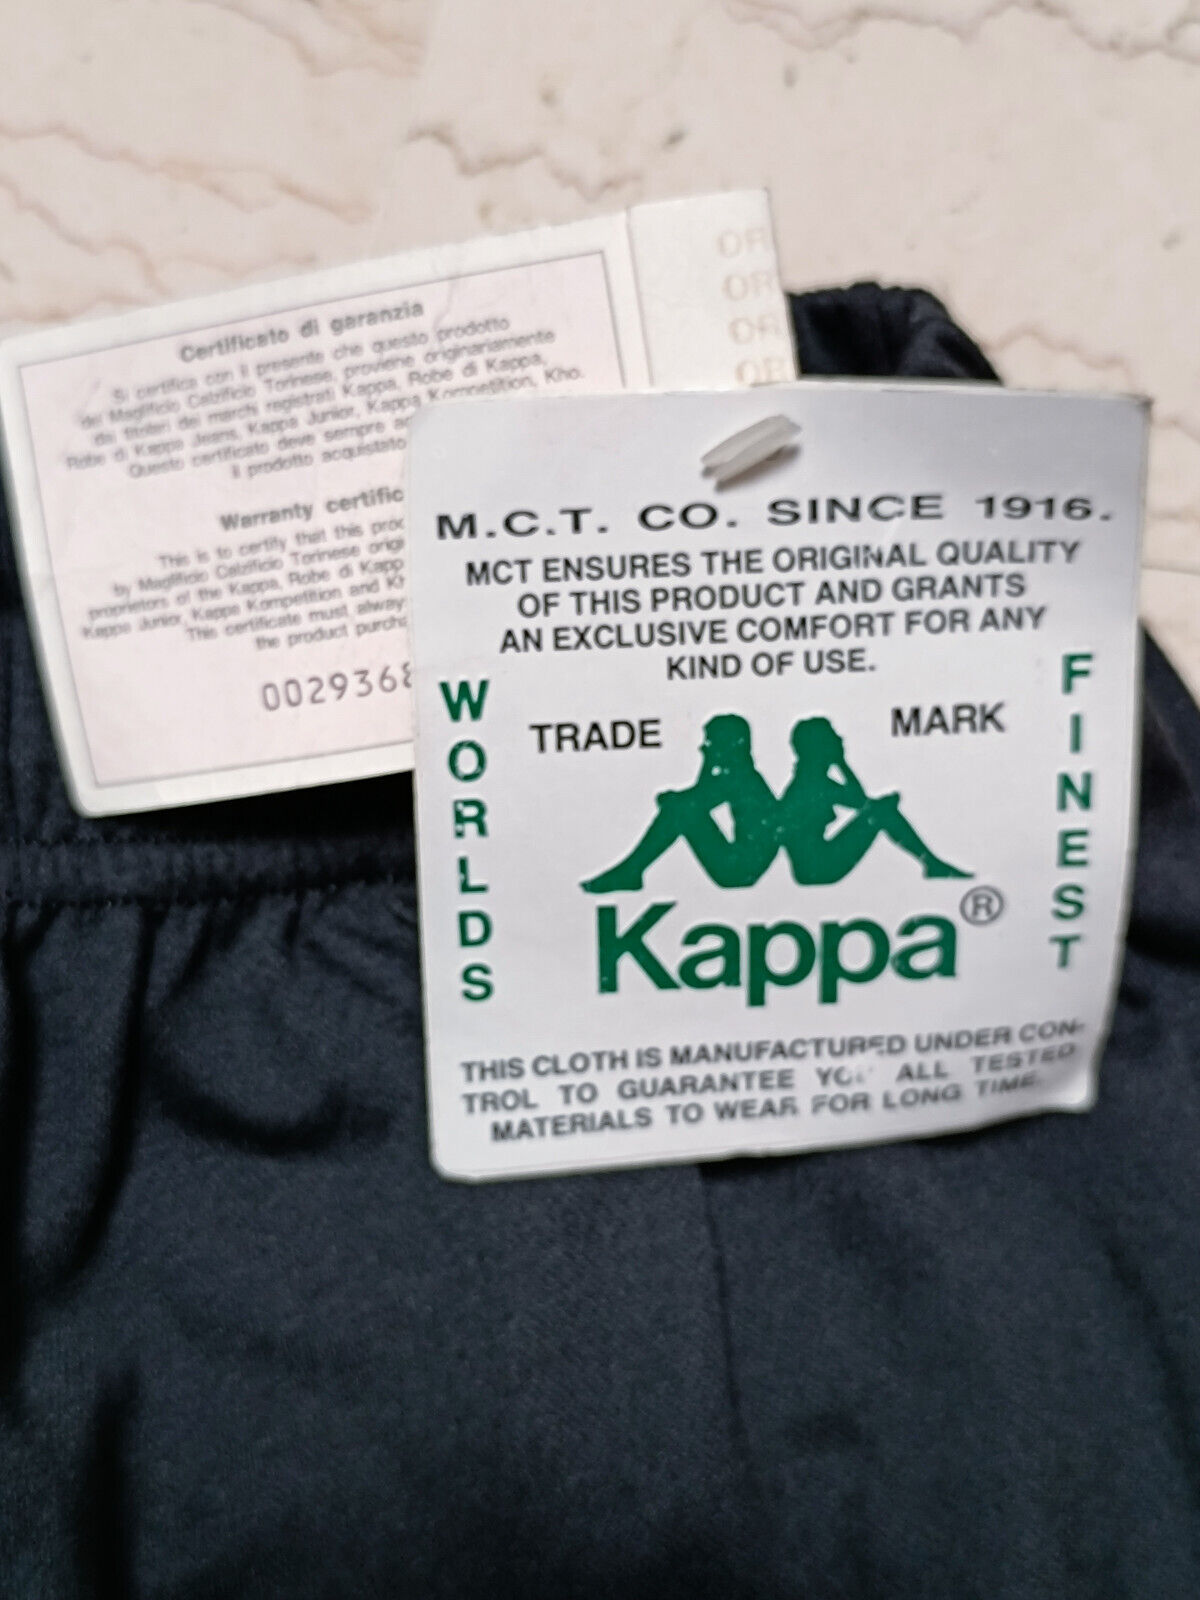 Certificato di garanzia
Si certifica con il presente che questo prodotto
del Maglificio Calzificio Torinese, proviene originariamente
dai titolari dei marchi registrati Kappa, Robe di Kappa,
Robe di Kappa Jeans, Kappa Junior, Kappa Kompetition, Kho.
Questo certificato deve sempre
il prodotto acquistato
Warranty certific
This is to certify that this prod
by Maglificio Calzificio Torinese origi
proprietors of the Kappa, Robe di Kapp
Kappa Junior, Kappa Kompetition and Kh
This certificate must alway
the product purcha
0029368
OR
OR
OR
OR
M.C.T. CO. SINCE 1916.
MCT ENSURES THE ORIGINAL QUALITY
OF THIS PRODUCT AND GRANTS
AN EXCLUSIVE COMFORT FOR ANY
KIND OF USE.
WORLDS
FINEST
TRADE MARK
Kappa®
THIS CLOTH IS MANUFACTURED UNDER CON-
TROL TO GUARANTEE YOU ALL TESTED
MATERIALS TO WEAR FOR LONG TIME.